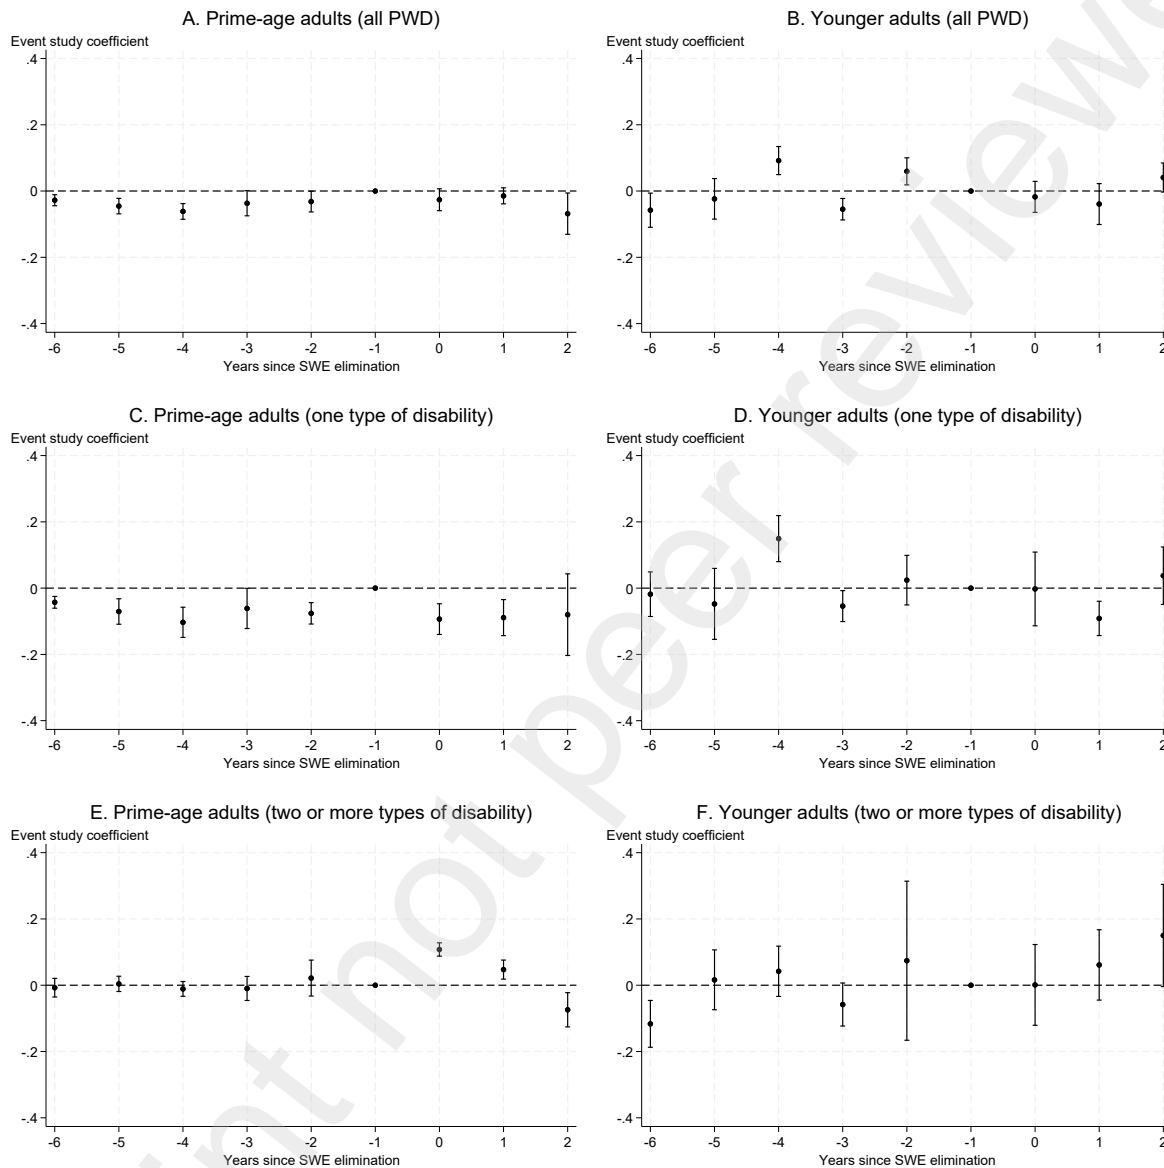 A. Prime-age adults (all PWD)
Event study coefficient
.4
.2
0
-.2
-.4
-6 -5 -4 -3 -2 -1 0 1 2
Years since SWE elimination
B. Younger adults (all PWD)
Event study coefficient
.4
.2
0
-.2
-.4
-6 -5 -4 -3 -2 -1 0 1 2
Years since SWE elimination
C. Prime-age adults (one type of disability)
Event study coefficient
.4
.2
0
-.2
-.4
-6 -5 -4 -3 -2 -1 0 1 2
Years since SWE elimination
D. Younger adults (one type of disability)
Event study coefficient
.4
.2
0
-.2
-.4
-6 -5 -4 -3 -2 -1 0 1 2
Years since SWE elimination
E. Prime-age adults (two or more types of disability)
Event study coefficient
.4
.2
0
-.2
-.4
-6 -5 -4 -3 -2 -1 0 1 2
Years since SWE elimination
F. Younger adults (two or more types of disability)
Event study coefficient
.4
.2
0
-.2
-.4
-6 -5 -4 -3 -2 -1 0 1 2
Years since SWE elimination
int not peer reviewe